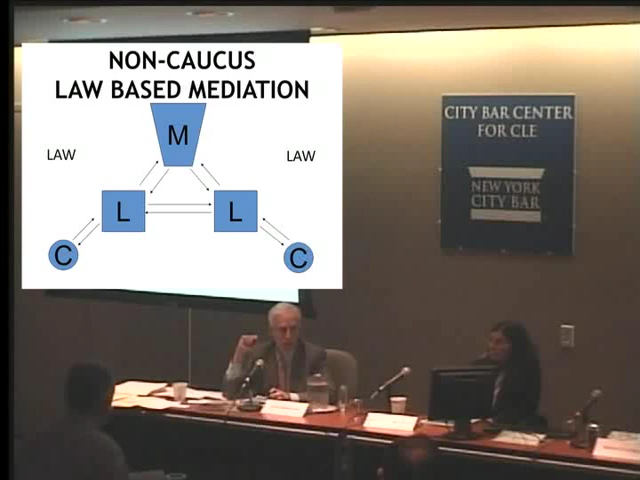 NON-CAUCUS
LAW BASED MEDIATION
M
LAW
LAW
L
L
C
C
CITY BAR CENTER
FOR CLE
NEW YORK
CITY BAR